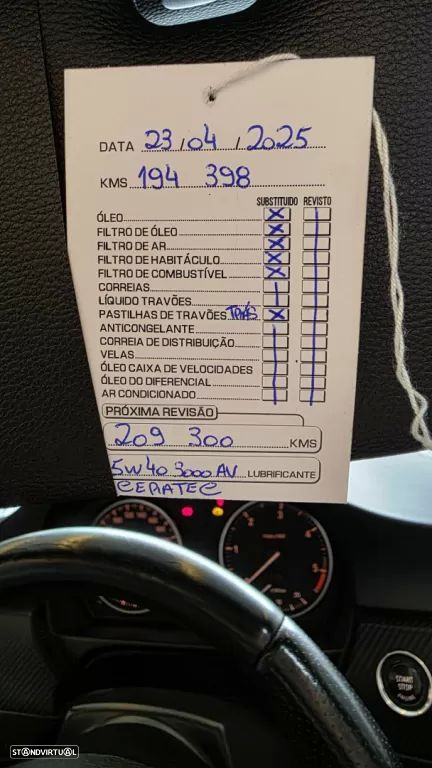 DATA 23/04/2025
KMS 194 398
SUBSTITUIDO REVISTO
ÓLEO X
FILTRO DE ÓLEO X
FILTRO DE AR X
FILTRO DE HABITÁCULO X
FILTRO DE COMBUSTÍVEL X
CORREIAS
LÍQUIDO TRAVÕES
PASTILHAS DE TRAVÕES TRÁS X
ANTICONGELANTE
CORREIA DE DISTRIBUIÇÃO
VELAS
ÓLEO CAIXA DE VELOCIDADES
ÓLEO DO DIFERENCIAL
AR CONDICIONADO
PRÓXIMA REVISÃO
209 300 KMS
5W40 3000 AV LUBRIFICANTE
CERATEC
START
STOP
STANDVIRTUAL